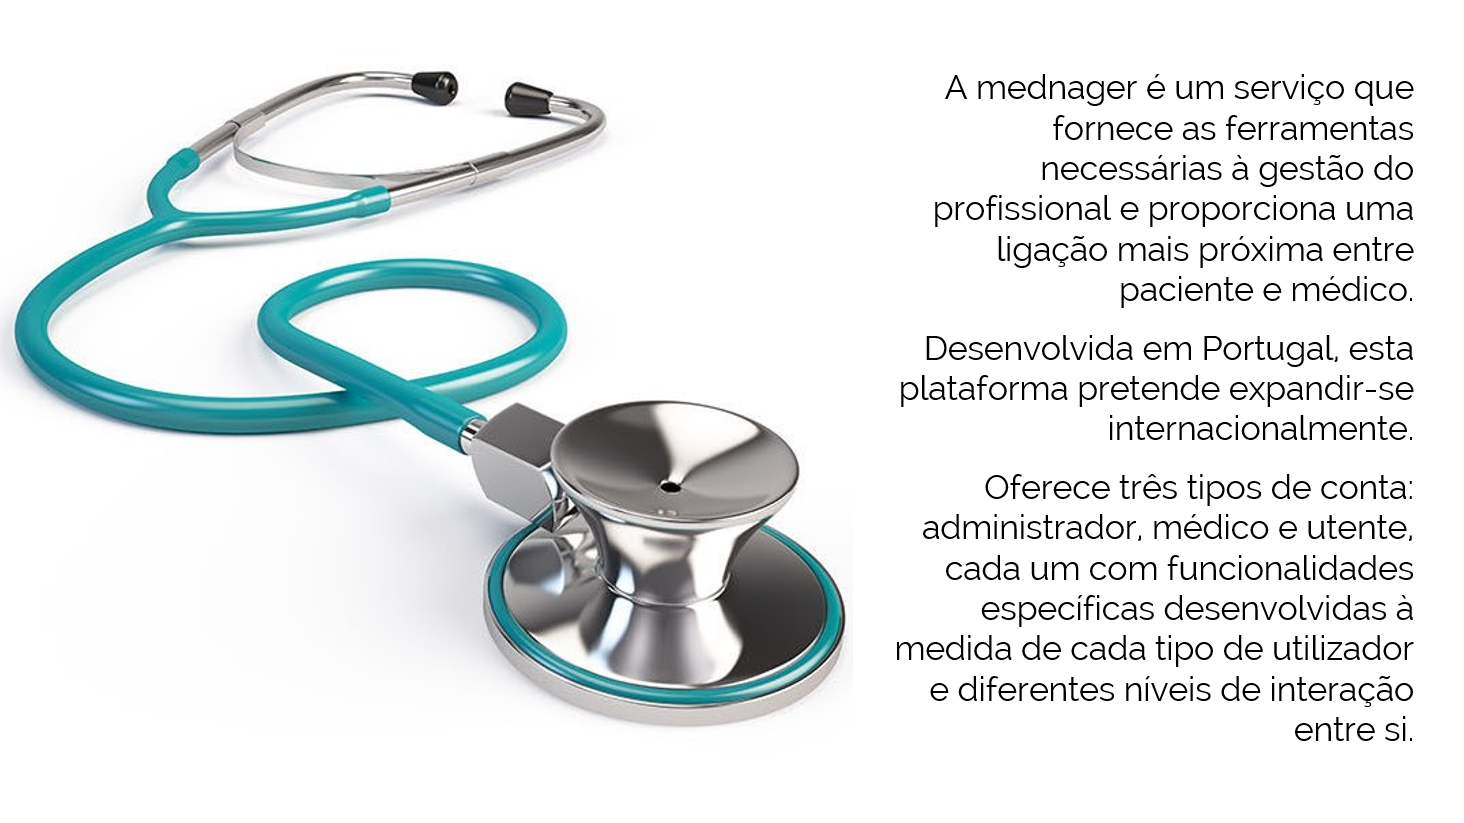 A mednager é um serviço que
fornece as ferramentas
necessárias à gestão do
profissional e proporciona uma
ligação mais próxima entre
paciente e médico.
Desenvolvida em Portugal, esta
plataforma pretende expandir-se
internacionalmente.
Oferece três tipos de conta:
administrador, médico e utente,
cada um com funcionalidades
específicas desenvolvidas à
medida de cada tipo de utilizador
e diferentes níveis de interação
entre si.